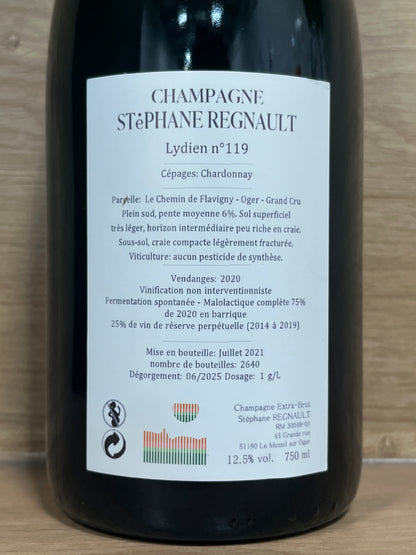 CHAMPAGNE
STéPHANE REGNAULT
Lydien n°119
Cépages: Chardonnay
Parcelle: Le Chemin de Flavigny - Oger - Grand Cru
Plein sud, pente moyenne 6%. Sol superficiel
très léger, horizon intermédiaire peu riche en craie.
Sous-sol, craie compacte légèrement fracturée.
Viticulture: aucun pesticide de synthèse.
Vendanges: 2020
Vinification non interventionniste
Fermentation spontanée - Malolactique complète 75%
de 2020 en barrique
25% de vin de réserve perpétuelle (2014 à 2019)
Mise en bouteille: Juillet 2021
nombre de bouteilles: 2640
Dégorgement: 06/2025 Dosage: 1 g/L
Champagne Extra-Brut
Stéphane REGNAULT
RM 30049-01
45 Grande rue
51190 Le Mesnil sur Oger
12.5% vol. 750 ml